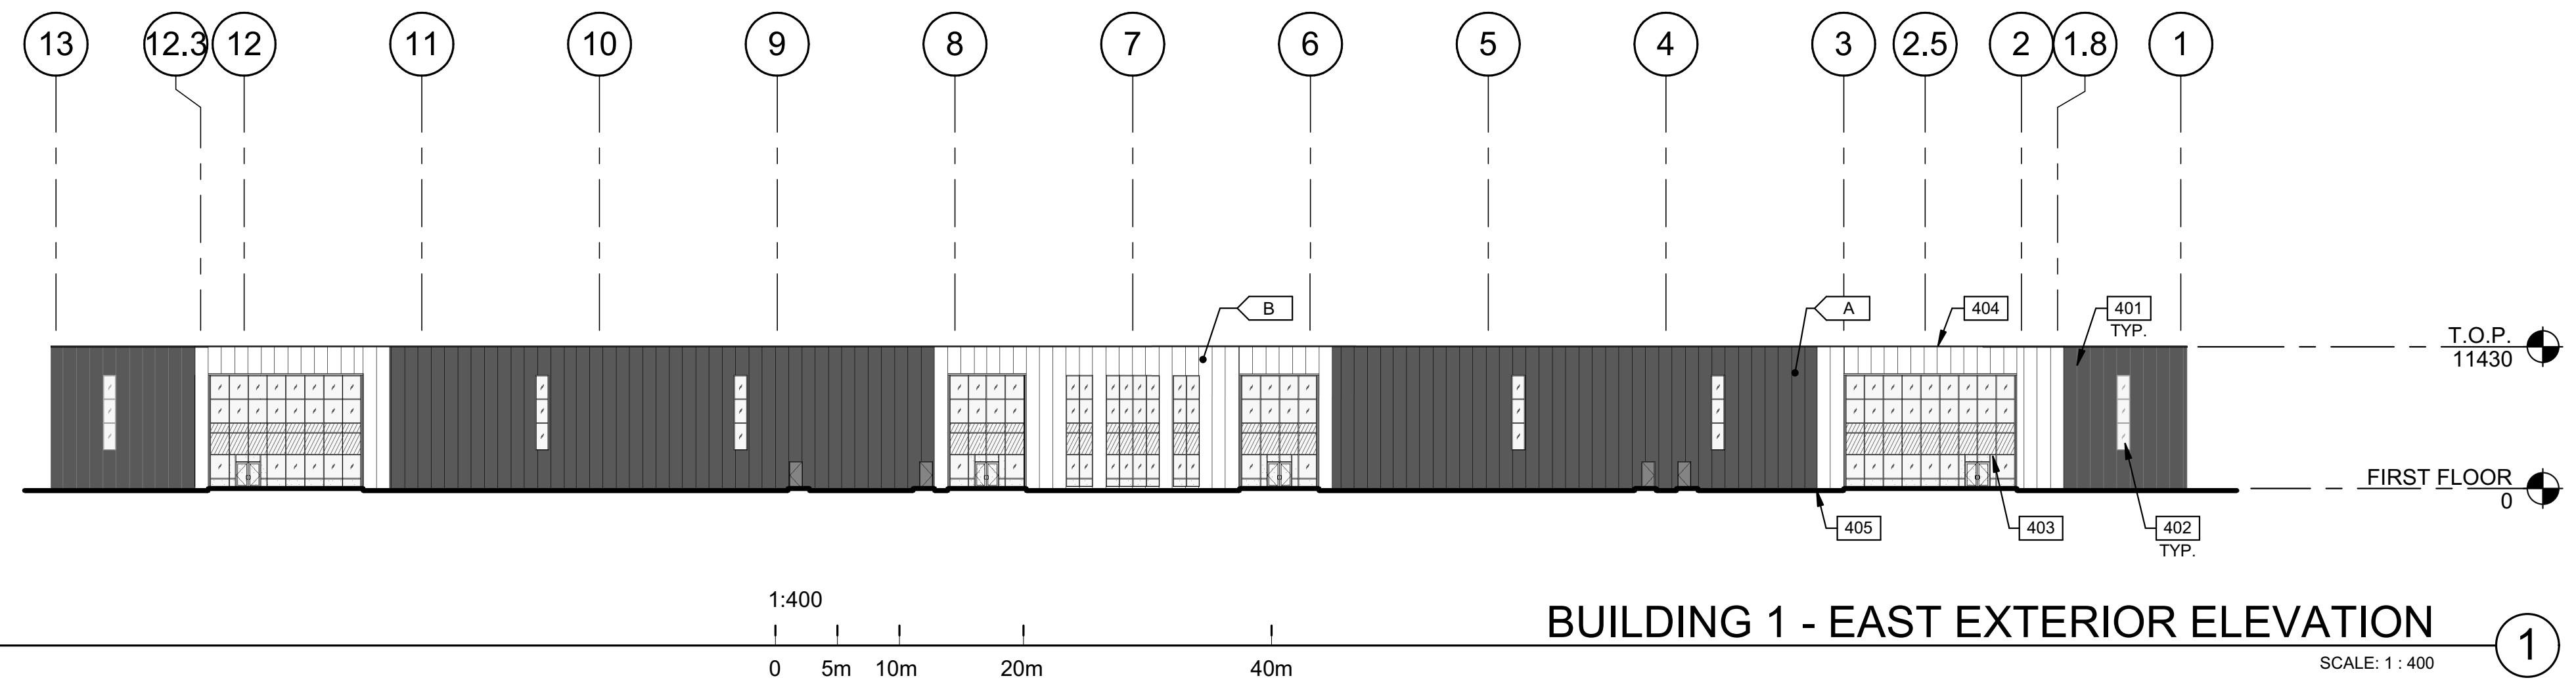 13 12.3 12 11 10 9 8 7 6 5 4 3 2.5 2 1.8 1
B A 404 401
TYP.
T.O.P.
11430
FIRST FLOOR
0
405 403 402
TYP.
1:400
0 5m 10m 20m 40m
BUILDING 1 - EAST EXTERIOR ELEVATION
1
SCALE: 1 : 400